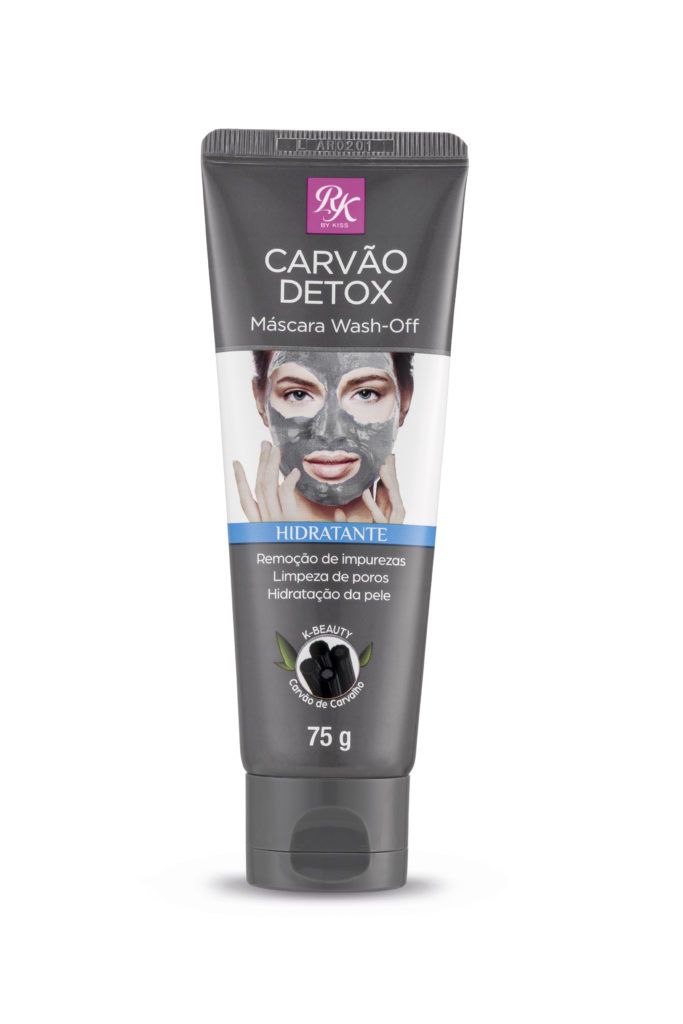 L AR0201
RK
BY KISS
CARVÃO
DETOX
Máscara Wash-Off
HIDRATANTE
Remoção de impurezas
Limpeza de poros
Hidratação da pele
K-BEAUTY
Carvão de Carvalho
75 g